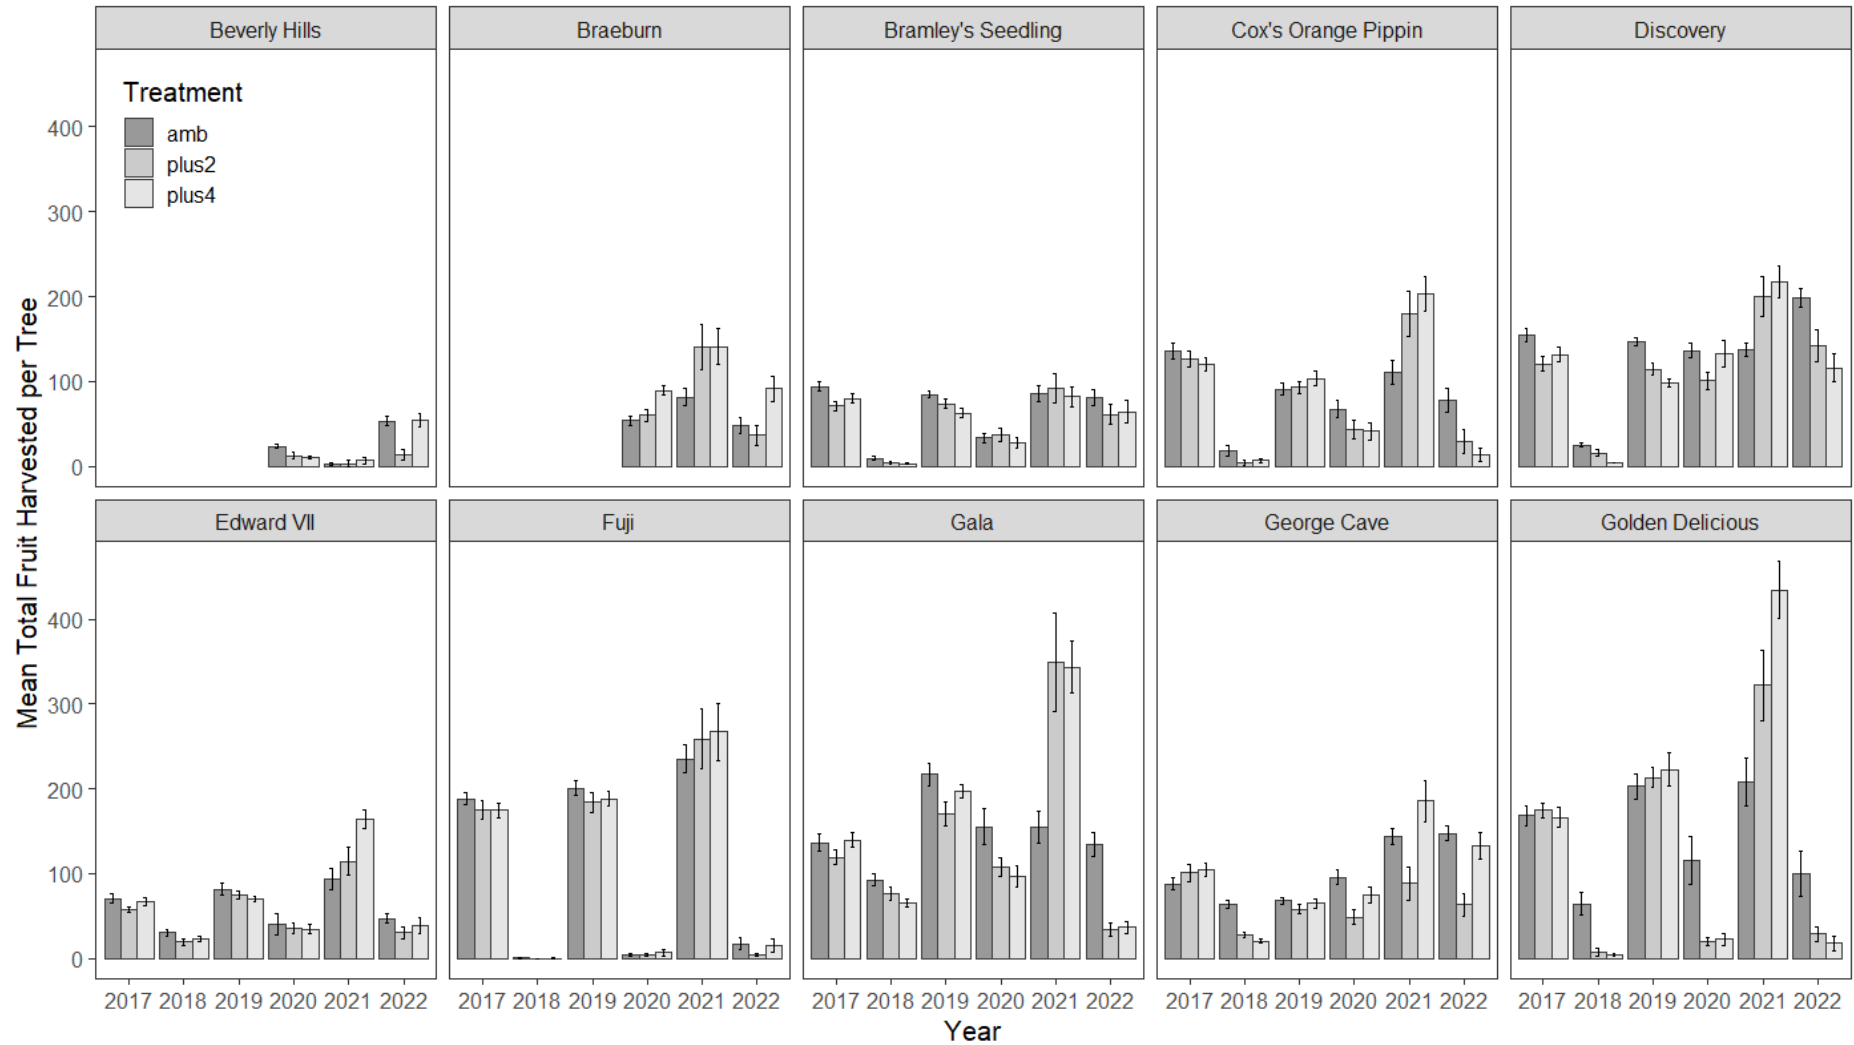 Beverly Hills
Braeburn
Bramley's Seedling
Cox's Orange Pippin
Discovery
Treatment
amb
plus2
plus4
400
300
200
100
0
Mean Total Fruit Harvested per Tree
Edward VII
Fuji
Gala
George Cave
Golden Delicious
400
300
200
100
0
2017 2018 2019 2020 2021 2022
2017 2018 2019 2020 2021 2022
2017 2018 2019 2020 2021 2022
2017 2018 2019 2020 2021 2022
2017 2018 2019 2020 2021 2022
Year